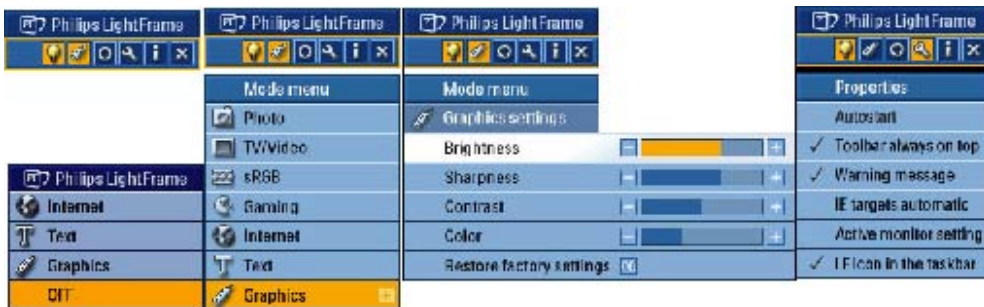 Philips LightFrame
Philips LightFrame
Internet
Text
Graphics
OFF
Philips LightFrame
Mode menu
Photo
TV/Video
sRGB
Gaming
Internet
Text
Graphics
Philips LightFrame
Mode menu
Graphics settings
Brightness
Sharpness
Contrast
Color
Restore factory settings
Philips LightFrame
Properties
Autostart
Toolbar always on top
Warning message
IE targets automatic
Active monitor setting
LF icon in the taskbar